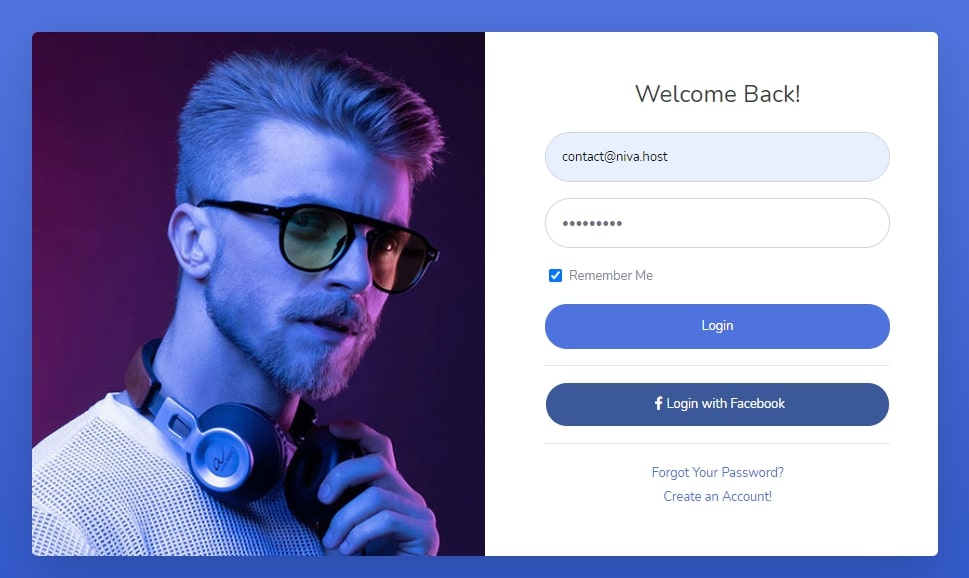 Welcome Back!
contact@niva.host
•••••••••
Remember Me
Login
Login with Facebook
Forgot Your Password?
Create an Account!